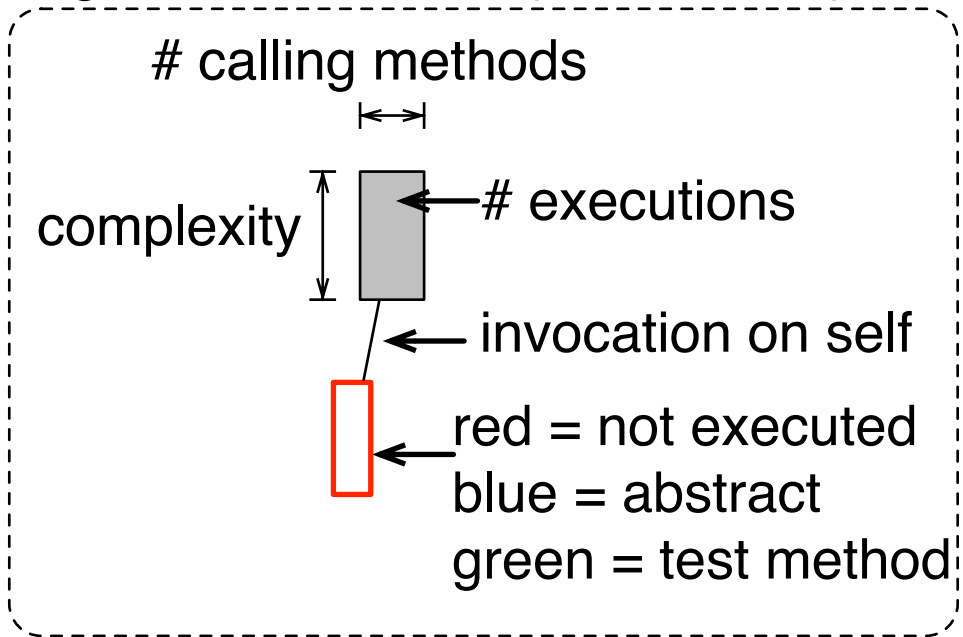 # calling methods
# executions
complexity
invocation on self
red = not executed
blue = abstract
green = test method